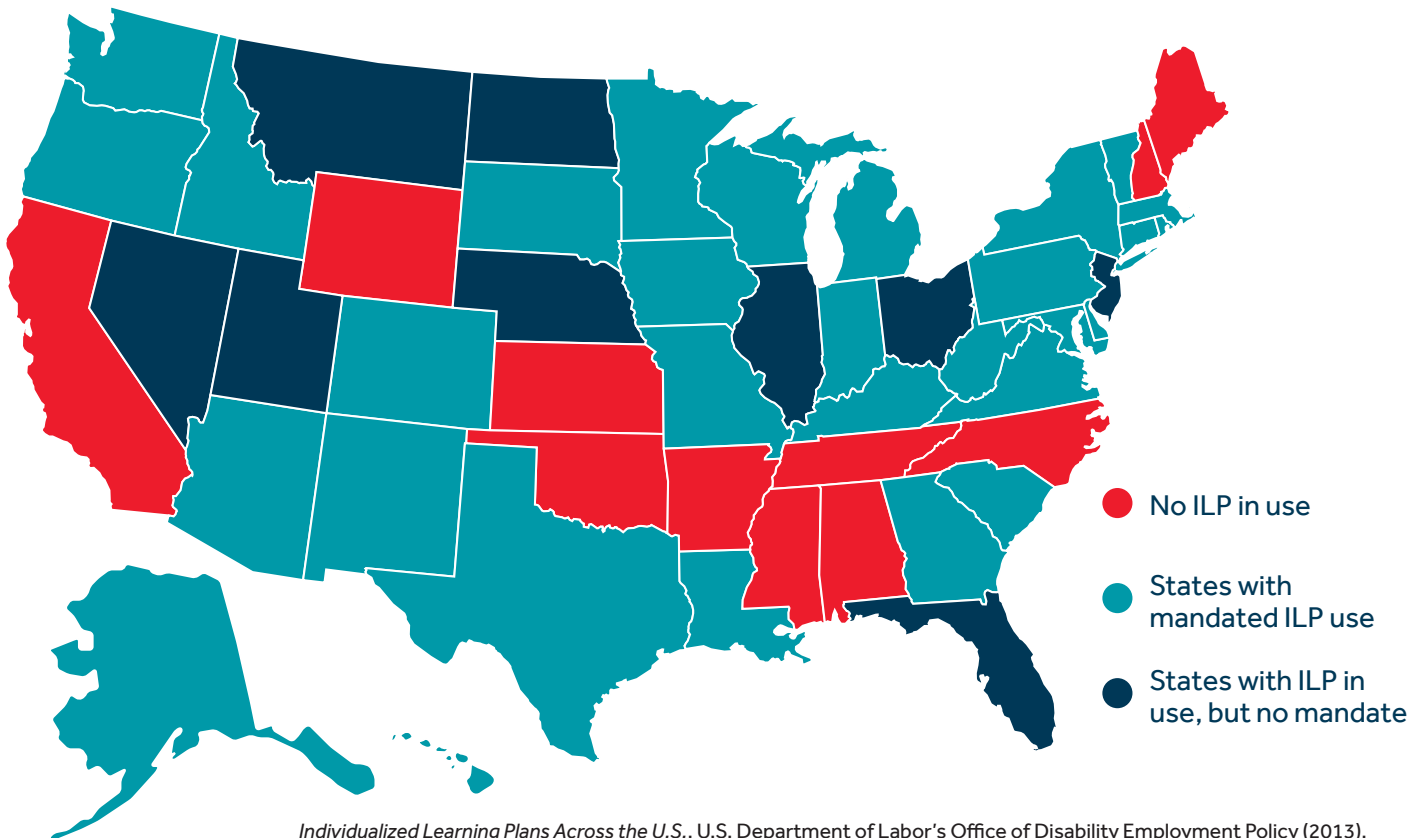 No ILP in use
States with
mandated ILP use
States with ILP in
use, but no mandate
Individualized Learning Plans Across the U.S., U.S. Department of Labor's Office of Disability Employment Policy (2013).